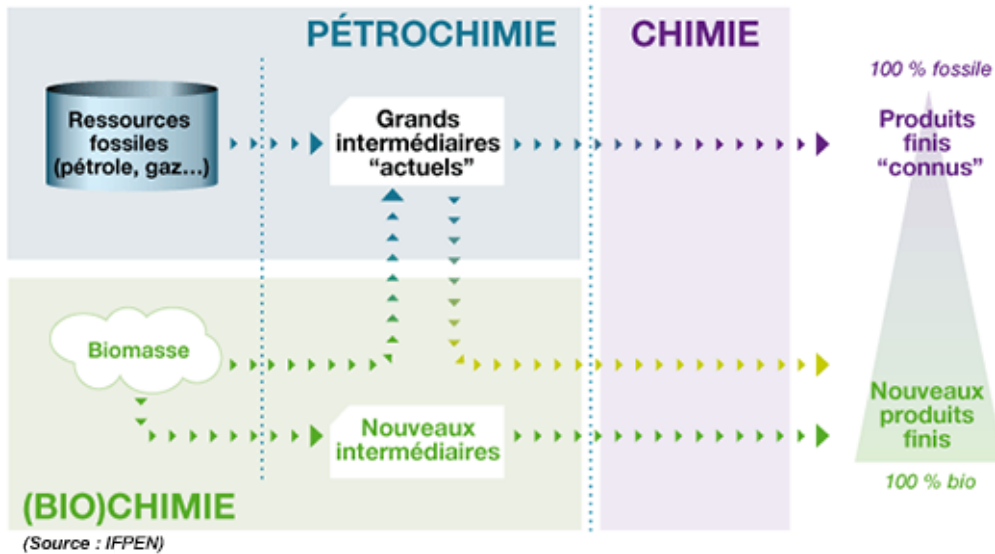 PÉTROCHIMIE
CHIMIE
100 % fossile
Ressources
fossiles
(pétrole, gaz...)
Grands
intermédiaires
“actuels”
Produits
finis
“connus”
Biomasse
Nouveaux
intermédiaires
Nouveaux
produits
finis
100 % bio
(BIO)CHIMIE
(Source : IFPEN)